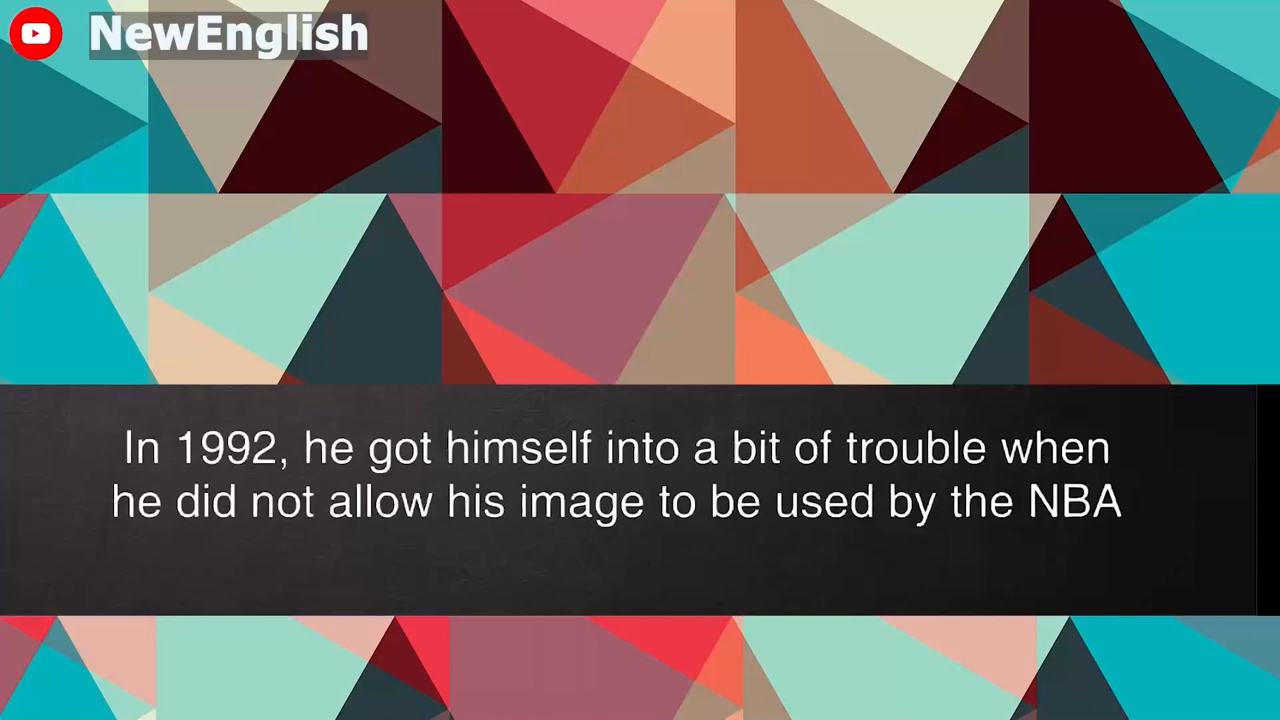 NewEnglish
In 1992, he got himself into a bit of trouble when
he did not allow his image to be used by the NBA